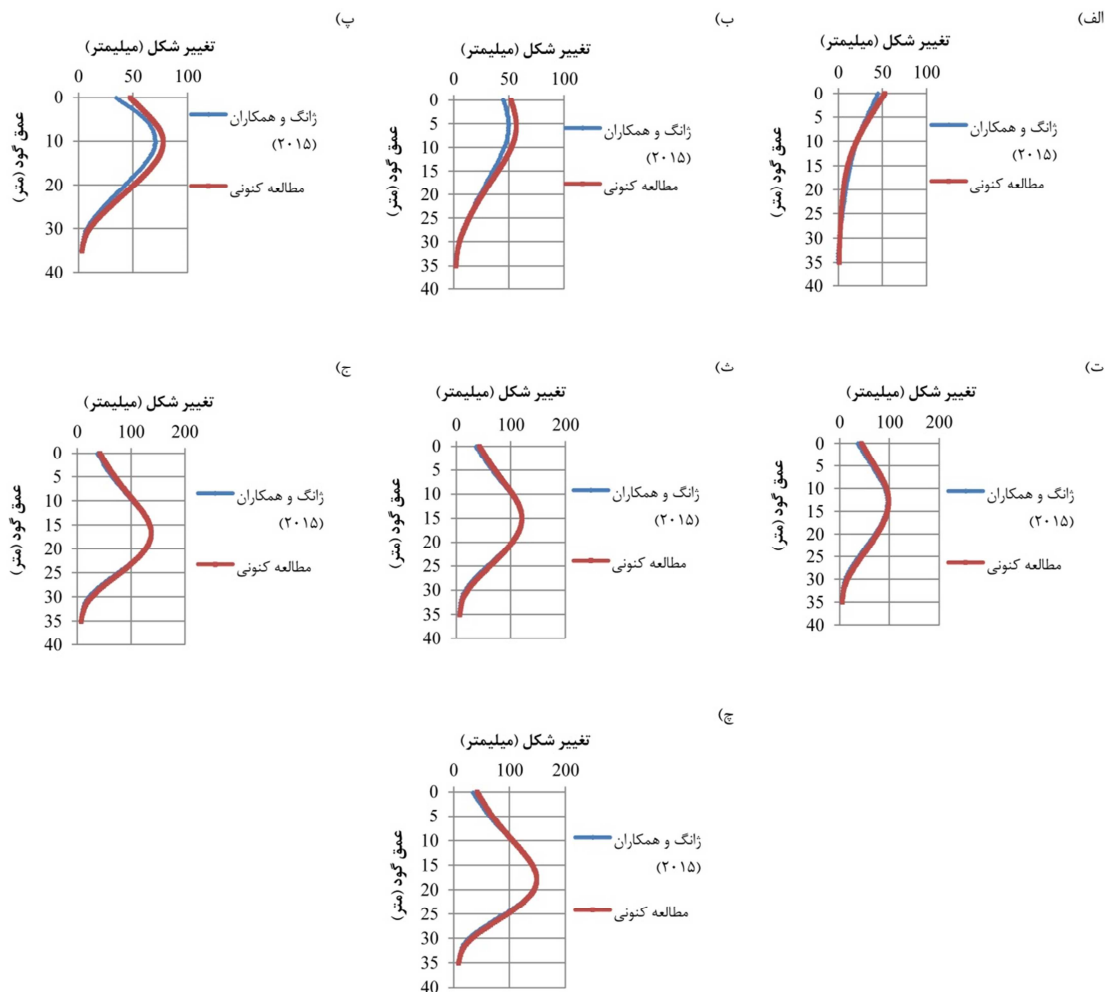 الف)
تغییر شکل (میلیمتر)
0 50 100
عمق گود (متر)
0
5
10
15
20
25
30
35
40
ژانگ و همکاران
(۲۰۱۵)
مطالعه کنونی
ب)
تغییر شکل (میلیمتر)
0 50 100
عمق گود (متر)
0
5
10
15
20
25
30
35
40
ژانگ و همکاران
(۲۰۱۵)
مطالعه کنونی
پ)
تغییر شکل (میلیمتر)
0 50 100
عمق گود (متر)
0
10
20
30
40
ژانگ و همکاران
(۲۰۱۵)
مطالعه کنونی
ت)
تغییر شکل (میلیمتر)
0 100 200
عمق گود (متر)
0
5
10
15
20
25
30
35
40
ژانگ و همکاران
(۲۰۱۵)
مطالعه کنونی
ث)
تغییر شکل (میلیمتر)
0 100 200
عمق گود (متر)
0
5
10
15
20
25
30
35
40
ژانگ و همکاران
(۲۰۱۵)
مطالعه کنونی
ج)
تغییر شکل (میلیمتر)
0 100 200
عمق گود (متر)
0
5
10
15
20
25
30
35
40
ژانگ و همکاران
(۲۰۱۵)
مطالعه کنونی
چ)
تغییر شکل (میلیمتر)
0 100 200
عمق گود (متر)
0
5
10
15
20
25
30
35
40
ژانگ و همکاران
(۲۰۱۵)
مطالعه کنونی